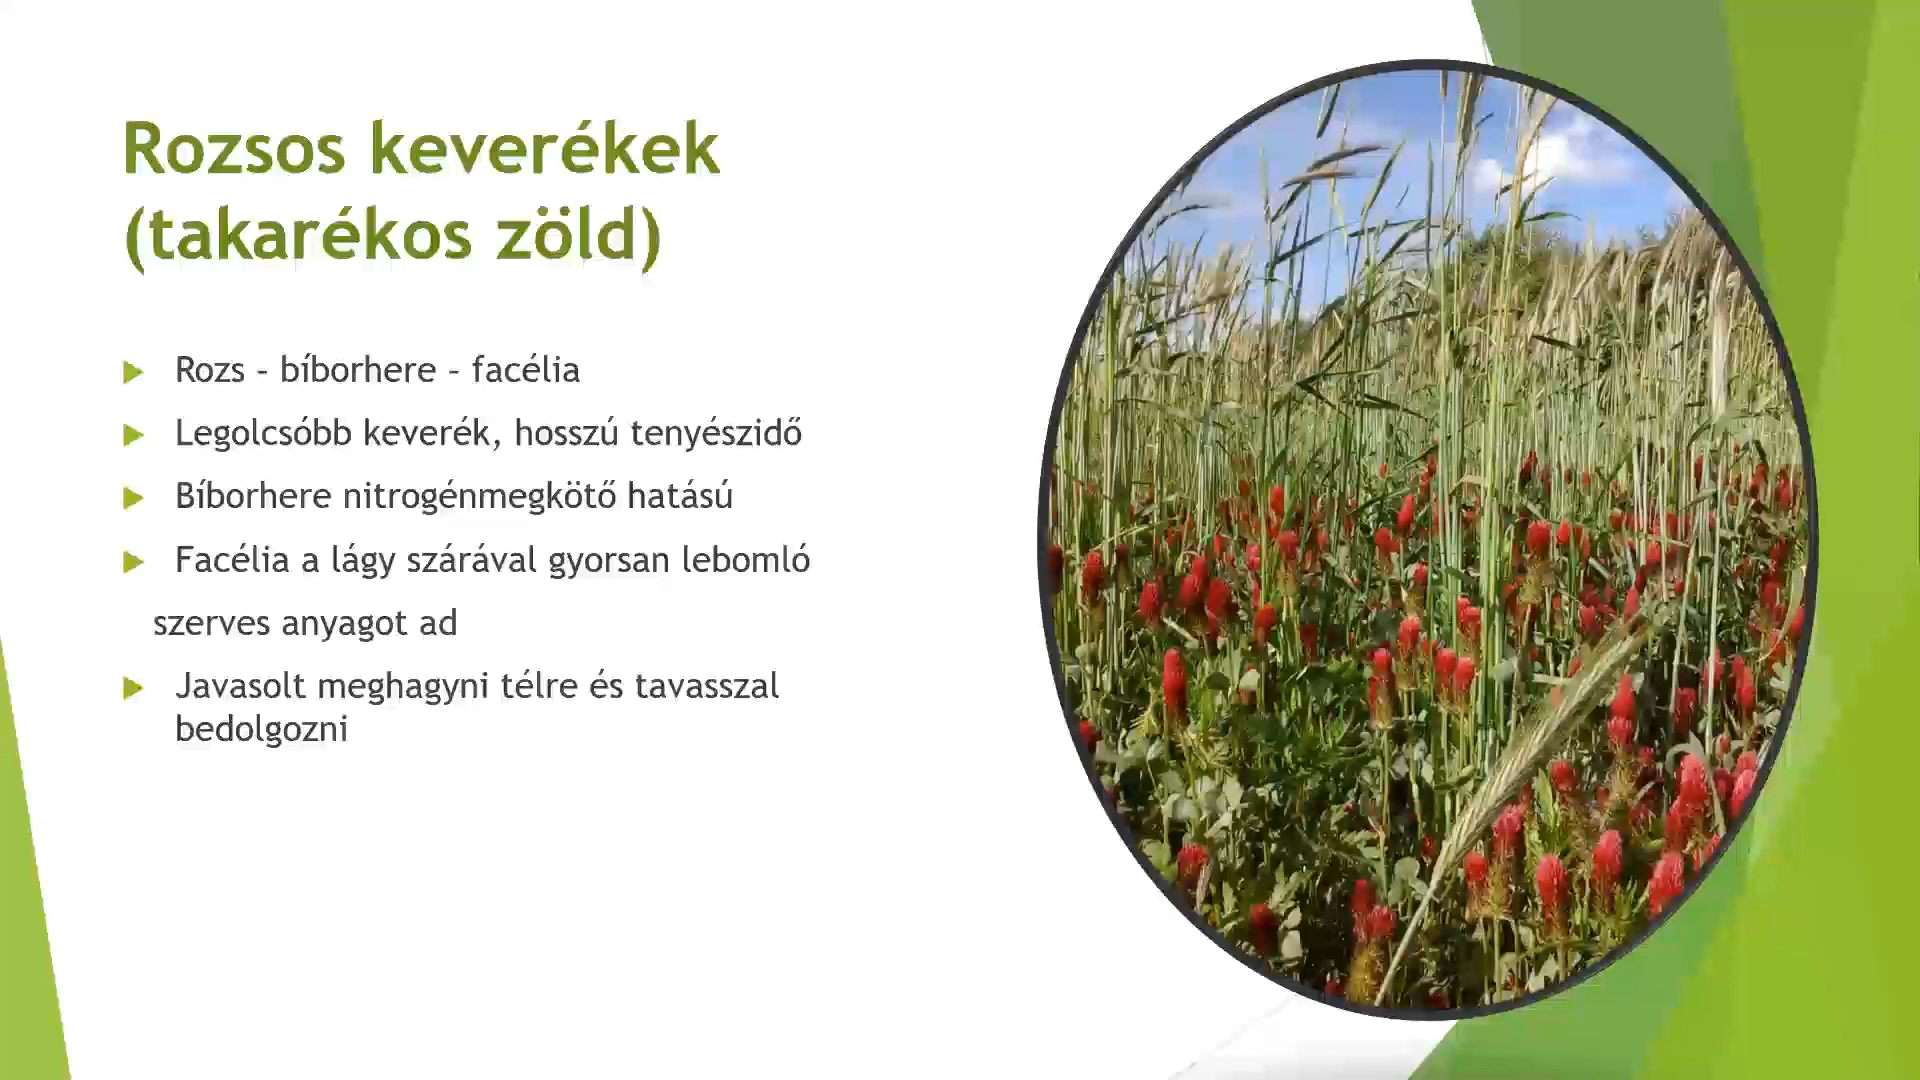 Rozsos keverékek
(takarékos zöld)
Rozs – bíborhere – facélia
Legolcsóbb keverék, hosszú tenyészidő
Bíborhere nitrogénmegkötő hatású
Facélia a lágy szárával gyorsan lebomló
szerves anyagot ad
Javasolt meghagyni télre és tavasszal
bedolgozni